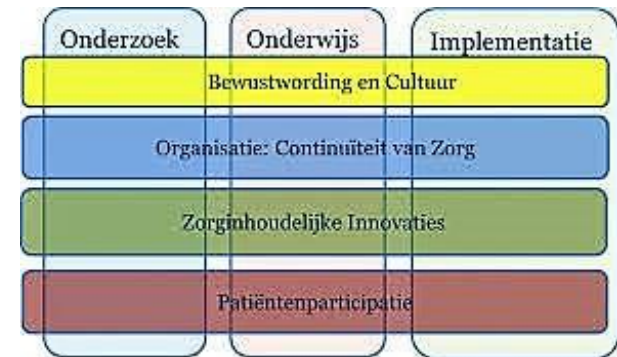 Onderzoek
Onderwijs
Implementatie
Bewustwording en Cultuur
Organisatie: Continuïteit van Zorg
Zorginhoudelijke Innovaties
Patiëntenparticipatie